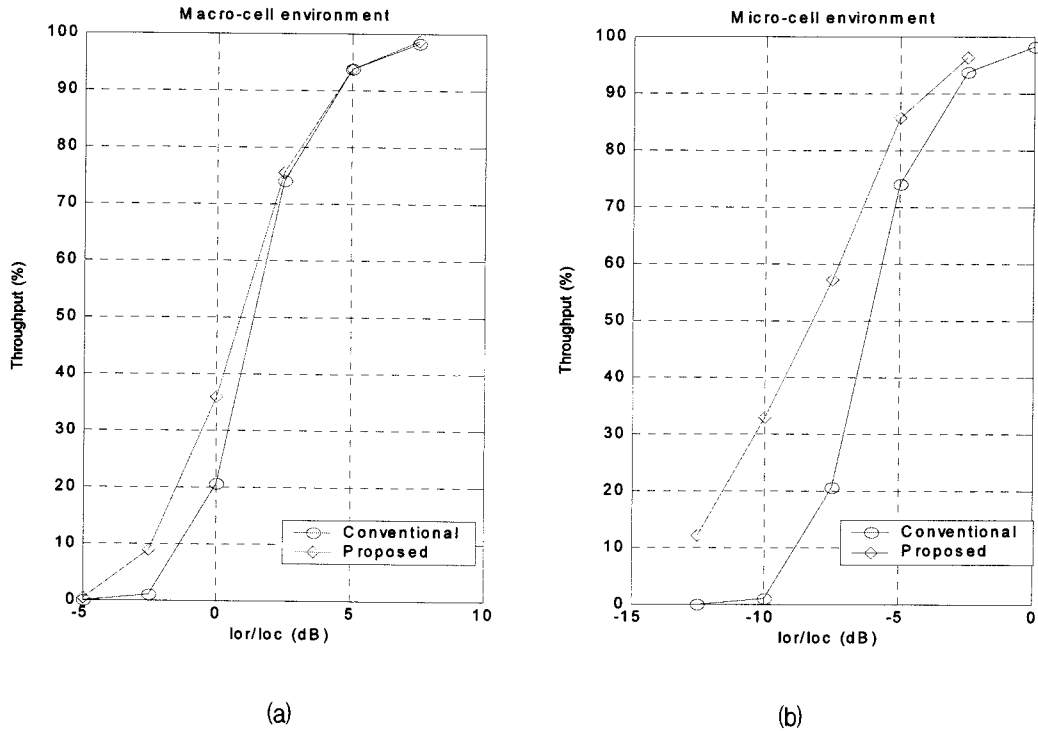 Macro-cell environment
100
90
80
70
60
50
40
30
20
10
0
Throughput (%)
-5
0
5
10
Ior/Ioc (dB)
Conventional
Proposed
(a)
Micro-cell environment
100
90
80
70
60
50
40
30
20
10
0
Throughput (%)
-15
-10
-5
0
Ior/Ioc (dB)
Conventional
Proposed
(b)